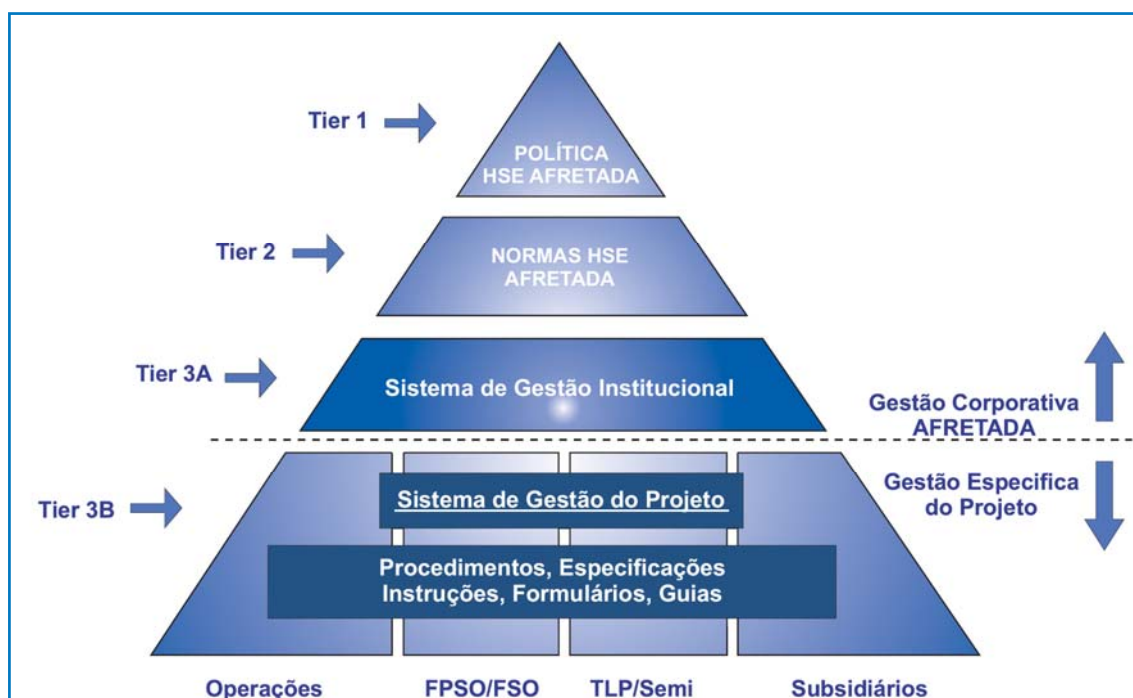 Tier 1
POLÍTICA
HSE AFRETADA
Tier 2
NORMAS HSE
AFRETADA
Tier 3A
Sistema de Gestão Institucional
Gestão Corporativa
AFRETADA
Tier 3B
Sistema de Gestão do Projeto
Gestão Especifica
do Projeto
Procedimentos, Especificações
Instruções, Formulários, Guias
Operações
FPSO/FSO
TLP/Semi
Subsidiários